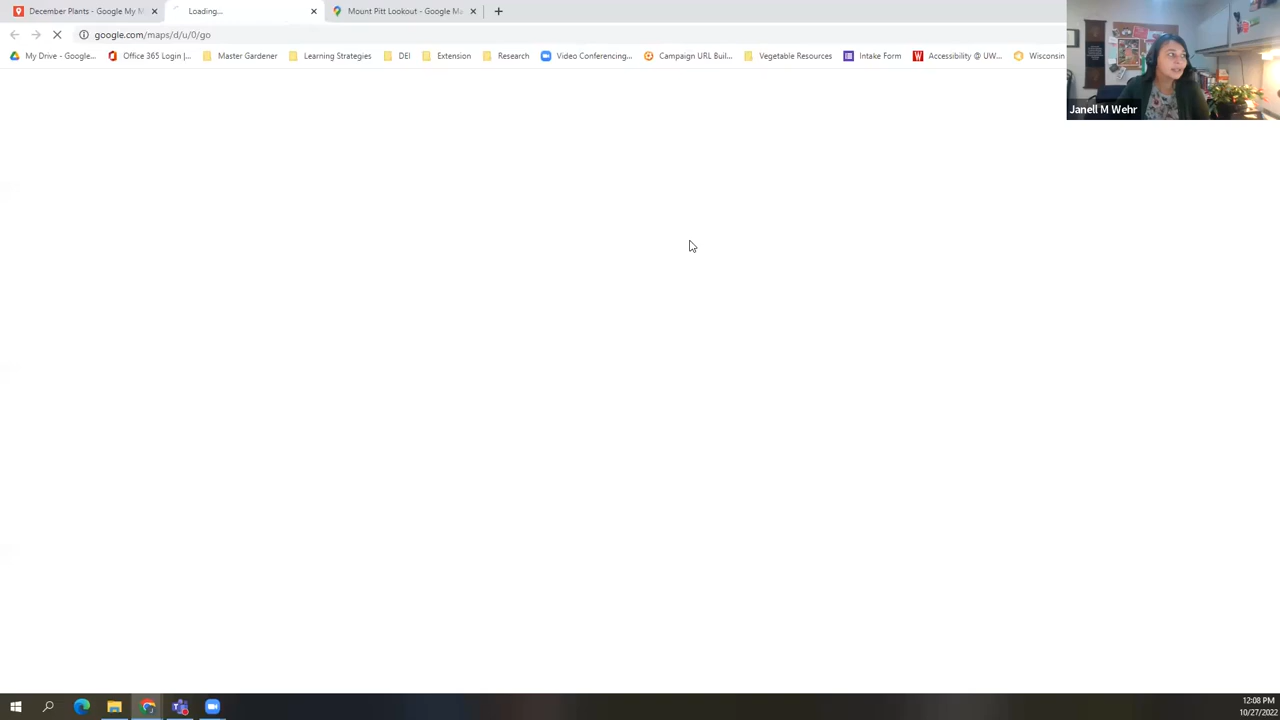 December Plants - Google My M
Loading...
Mount Pitt Lookout - Google Ma
google.com/maps/d/u/0/go
My Drive - Google...
Office 365 Login |...
Master Gardener
Learning Strategies
DEI
Extension
Research
Video Conferencing...
Campaign URL Buil...
Vegetable Resources
Intake Form
Accessibility @ UW...
Wisconsin
Janell M Wehr
12:08 PM
10/27/2022